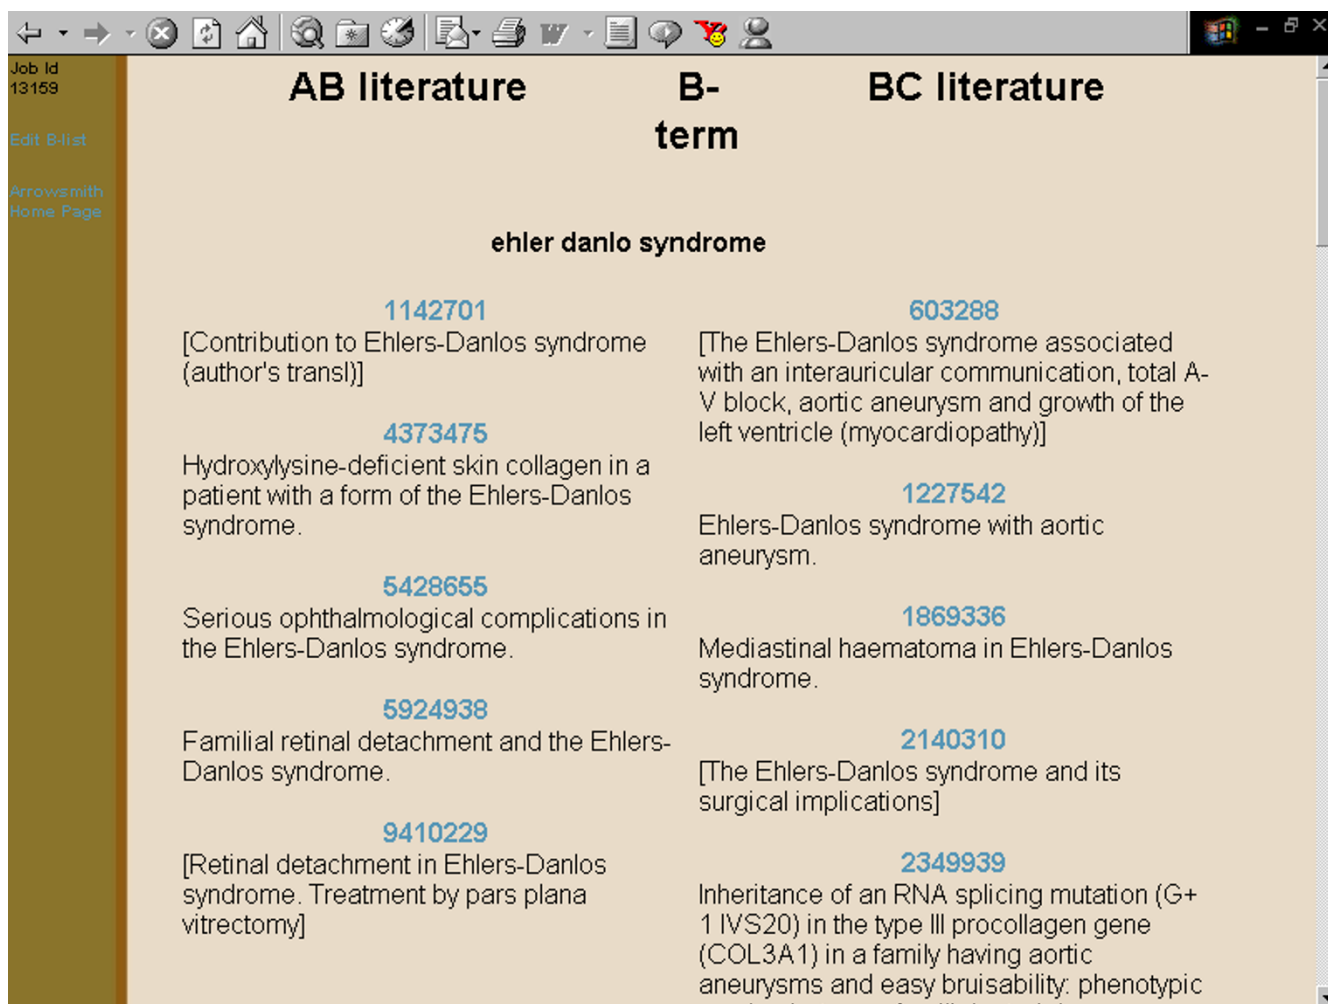 Job Id
13159
Edit B-list
Arrowsmith
Home Page
AB literature
B-
term
BC literature
ehler danlo syndrome
1142701
[Contribution to Ehlers-Danlos syndrome
(author's transl)]
4373475
Hydroxylysine-deficient skin collagen in a
patient with a form of the Ehlers-Danlos
syndrome.
5428655
Serious ophthalmological complications in
the Ehlers-Danlos syndrome.
5924938
Familial retinal detachment and the Ehlers-
Danlos syndrome.
9410229
[Retinal detachment in Ehlers-Danlos
syndrome. Treatment by pars plana
vitrectomy]
603288
[The Ehlers-Danlos syndrome associated
with an interauricular communication, total A-
V block, aortic aneurysm and growth of the
left ventricle (myocardiopathy)]
1227542
Ehlers-Danlos syndrome with aortic
aneurysm.
1869336
Mediastinal haematoma in Ehlers-Danlos
syndrome.
2140310
[The Ehlers-Danlos syndrome and its
surgical implications]
2349939
Inheritance of an RNA splicing mutation (G+
1 IVS20) in the type III procollagen gene
(COL3A1) in a family having aortic
aneurysms and easy bruisability: phenotypic